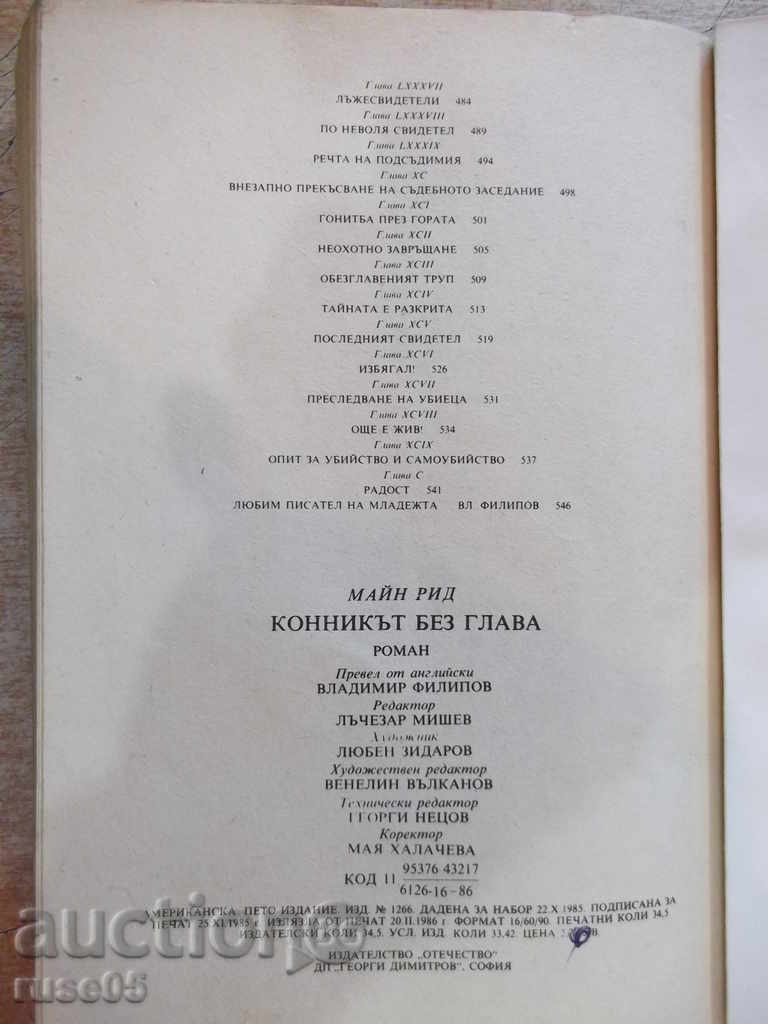 Глава LXXXVII
ЛЪЖЕСВИДЕТЕЛИ 484
Глава LXXXVIII
ПО НЕВОЛЯ СВИДЕТЕЛ 489
Глава LXXXIX
РЕЧТА НА ПОДСЪДИМИЯ 494
Глава XC
ВНЕЗАПНО ПРЕКЪСВАНЕ НА СЪДЕБНОТО ЗАСЕДАНИЕ 498
Глава XCI
ГОНИТБА ПРЕЗ ГОРАТА 501
Глава XCII
НЕОХОТНО ЗАВРЪЩАНЕ 505
Глава XCIII
ОБЕЗГЛАВЕНИЯТ ТРУП 509
Глава XCIV
ТАЙНАТА Е РАЗКРИТА 513
Глава XCV
ПОСЛЕДНИЯТ СВИДЕТЕЛ 519
Глава XCVI
ИЗБЯГАЛ! 526
Глава XCVII
ПРЕСЛЕДВАНЕ НА УБИЕЦА 531
Глава XCVIII
ОЩЕ Е ЖИВ! 534
Глава XCIX
ОПИТ ЗА УБИЙСТВО И САМОУБИЙСТВО 537
Глава C
РАДОСТ 541
ЛЮБИМ ПИСАТЕЛ НА МЛАДЕЖТА ВЛ ФИЛИПОВ 546
МАЙН РИД
КОННИКЪТ БЕЗ ГЛАВА
РОМАН
Превел от английски
ВЛАДИМИР ФИЛИПОВ
Редактор
ЛЪЧЕЗАР МИШЕВ
Художник
ЛЮБЕН ЗИДАРОВ
Художествен редактор
ВЕНЕЛИН ВЪЛКАНОВ
Технически редактор
ГЕОРГИ НЕЦОВ
Коректор
МАЯ ХАЛАЧЕВА
КОД 11 95376 43217
6126-16-86
АМЕРИКАНСКА. ПЕТО ИЗДАНИЕ. ИЗД. № 1266. ДАДЕНА ЗА НАБОР 22.X 1985. ПОДПИСАНА ЗА
ПЕЧАТ 25.XI.1985 г. ИЗЛЯЗЛА ОТ ПЕЧАТ 20.II.1986 г. ФОРМАТ 16/60/90. ПЕЧАТНИ КОЛИ 34.5.
ИЗДАТЕЛСКИ КОЛИ 34.5. УСЛ. ИЗД. КОЛИ 33.42. ЦЕНА
ИЗДАТЕЛСТВО „ОТЕЧЕСТВО"
ДП „ГЕОРГИ ДИМИТРОВ", СОФИЯ
auction.ru
ruse05